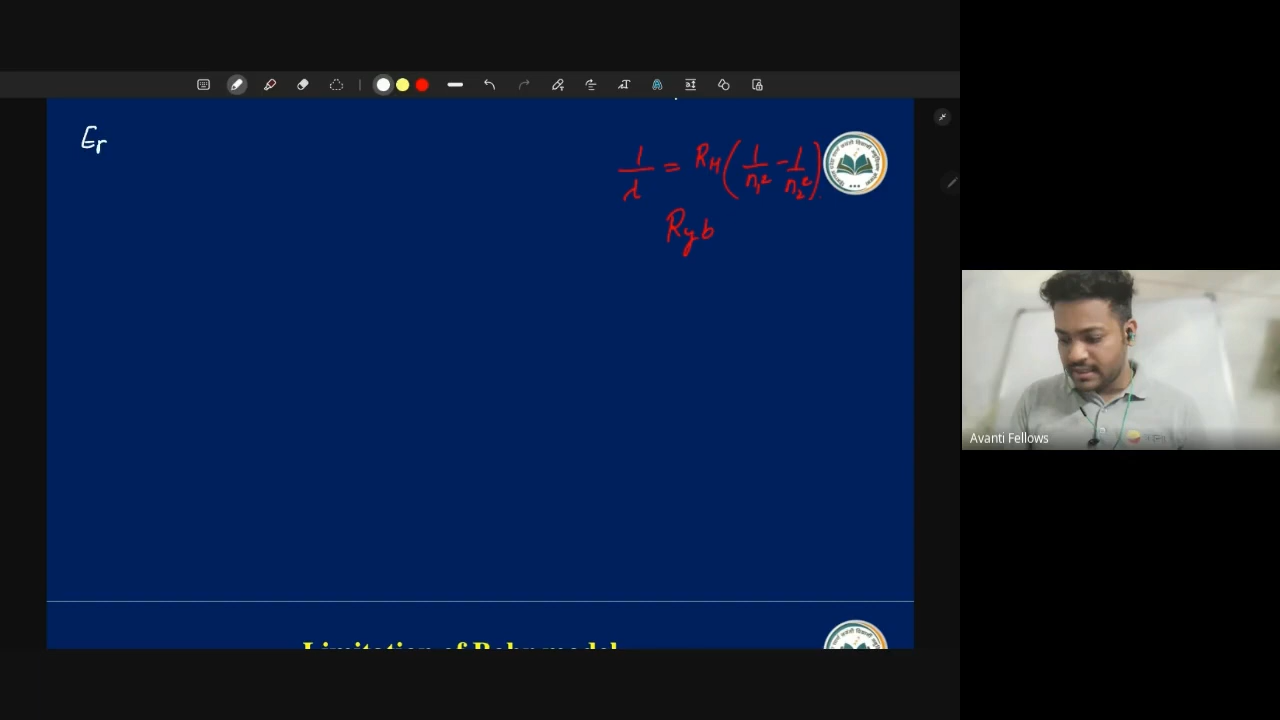 Er
1/λ = RH(1/n₁² - 1/n₂²)
Ryb
Limitation of Bohr model
Avanti Fellows